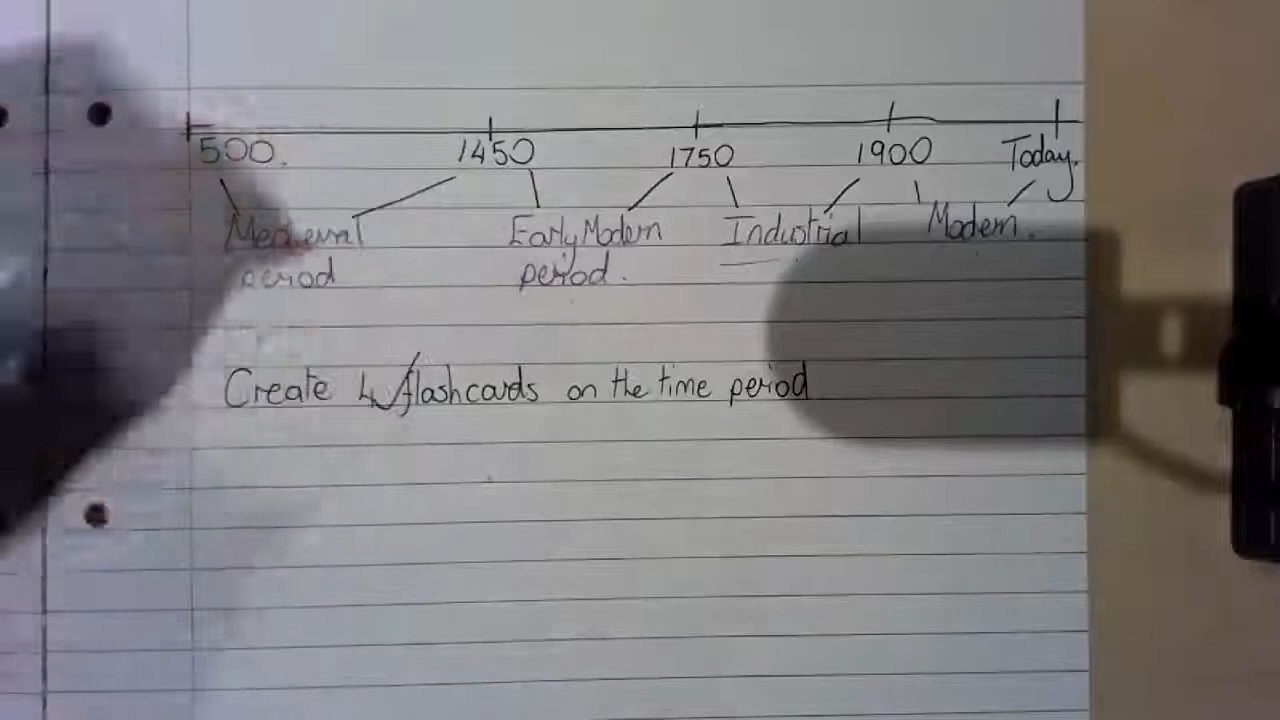 500. 1450 1750 1900 Today.
Medieval Early Modern Industrial Modern.
period period.
Create 4 flashcards on the time period